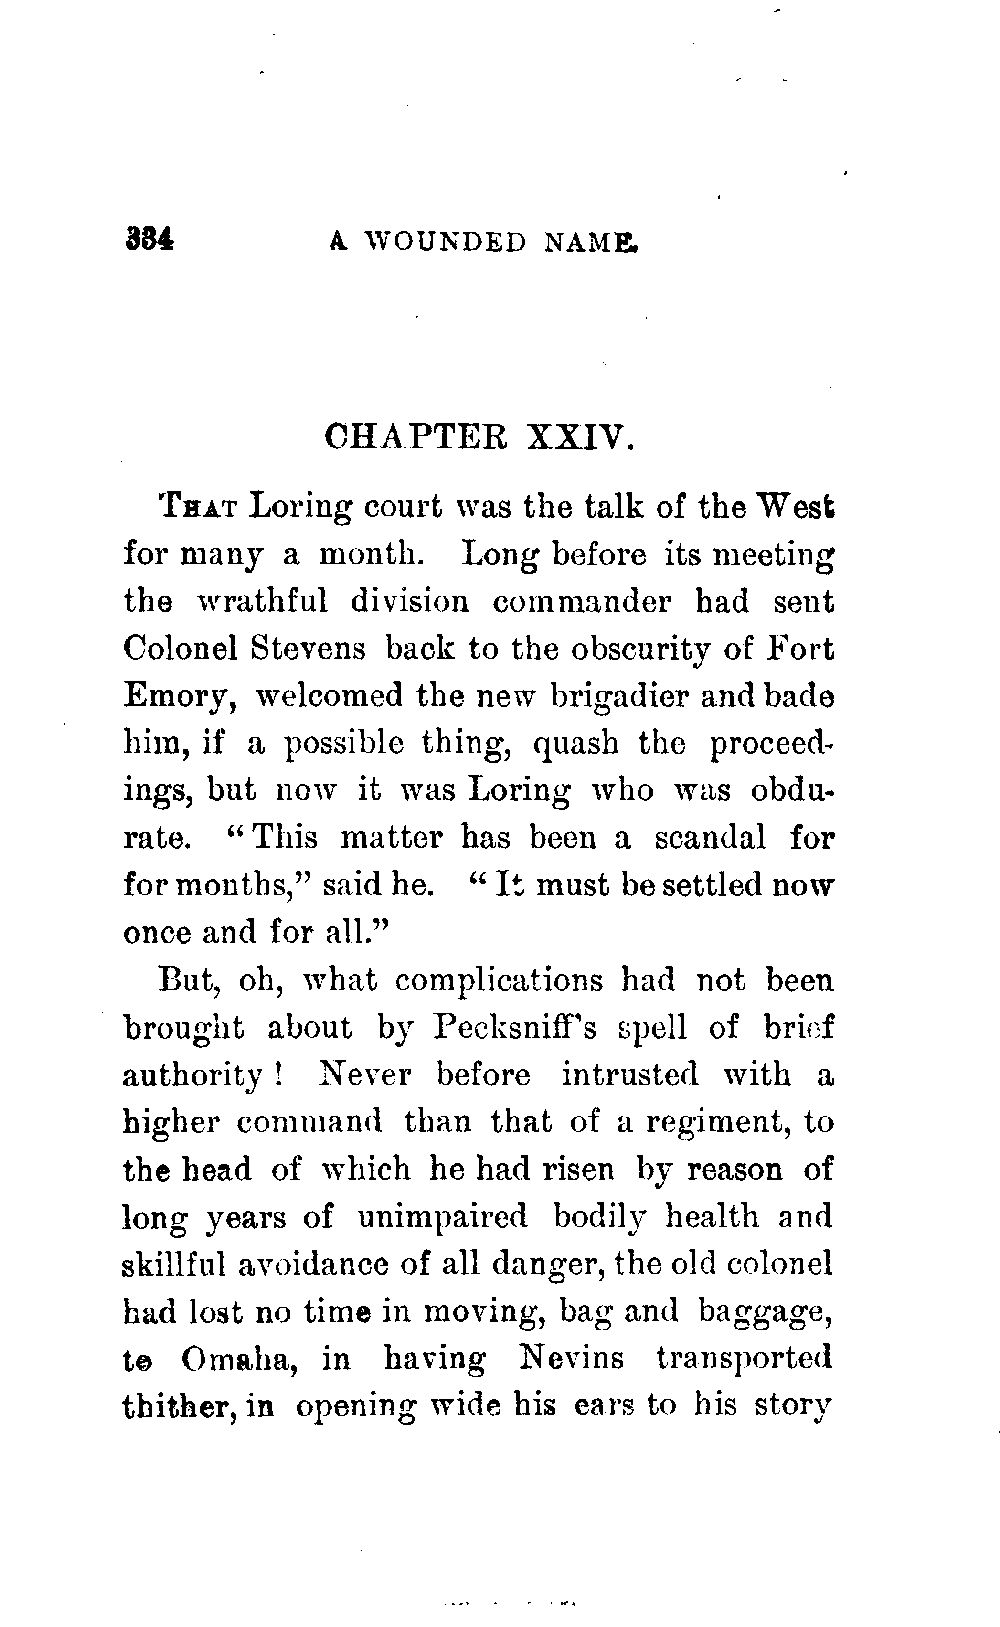 334 A WOUNDED NAME.
CHAPTER XXIV.
THAT Loring court was the talk of the West
for many a month. Long before its meeting
the wrathful division commander had sent
Colonel Stevens back to the obscurity of Fort
Emory, welcomed the new brigadier and bade
him, if a possible thing, quash the proceed-
ings, but now it was Loring who was obdu-
rate. “This matter has been a scandal for
for months,” said he. “It must be settled now
once and for all.”
But, oh, what complications had not been
brought about by Pecksniff's spell of brief
authority! Never before intrusted with a
higher command than that of a regiment, to
the head of which he had risen by reason of
long years of unimpaired bodily health and
skillful avoidance of all danger, the old colonel
had lost no time in moving, bag and baggage,
to Omaha, in having Nevins transported
thither, in opening wide his ears to his story